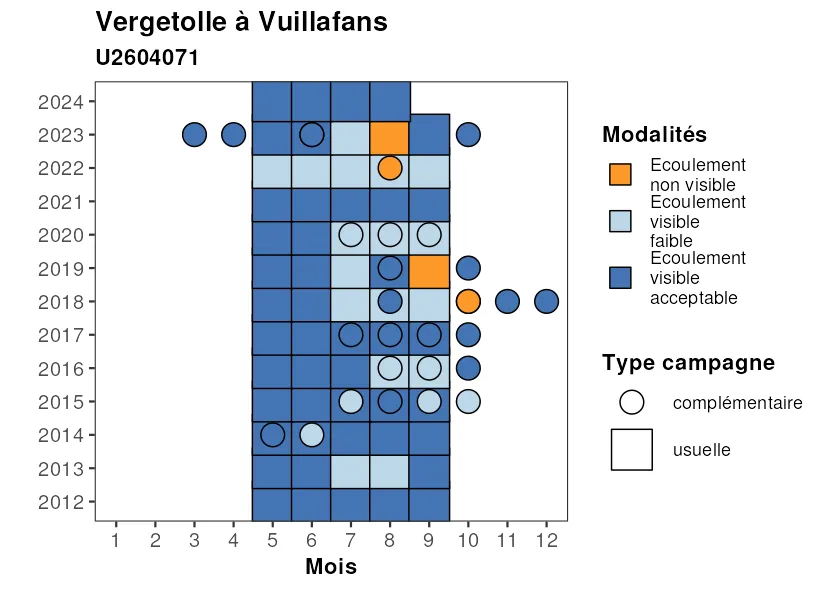 Vergetolle à Vuillafans
U2604071
2024
2023
2022
2021
2020
2019
2018
2017
2016
2015
2014
2013
2012
1 2 3 4 5 6 7 8 9 10 11 12
Mois
Modalités
Ecoulement
non visible
Ecoulement
visible
faible
Ecoulement
visible
acceptable
Type campagne
complémentaire
usuelle